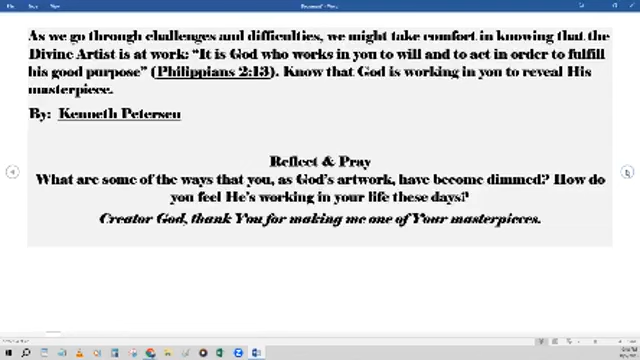 As we go through challenges and difficulties, we might take comfort in knowing that the
Divine Artist is at work: “It is God who works in you to will and to act in order to fulfill
his good purpose” (Philippians 2:13). Know that God is working in you to reveal His
masterpiece.
By: Kenneth Petersen
Reflect & Pray
What are some of the ways that you, as God’s artwork, have become dimmed? How do
you feel He’s working in your life these days?
Creator God, thank You for making me one of Your masterpieces.